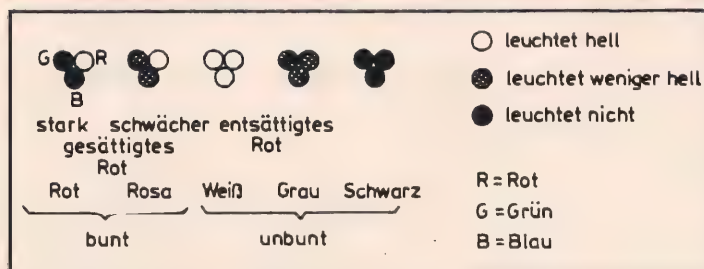 G R
B
stark schwächer entsättigtes
gesättigtes Rot
Rot
Rot Rosa Weiß Grau Schwarz
bunt unbunt
leuchtet hell
leuchtet weniger hell
leuchtet nicht
R = Rot
G = Grün
B = Blau